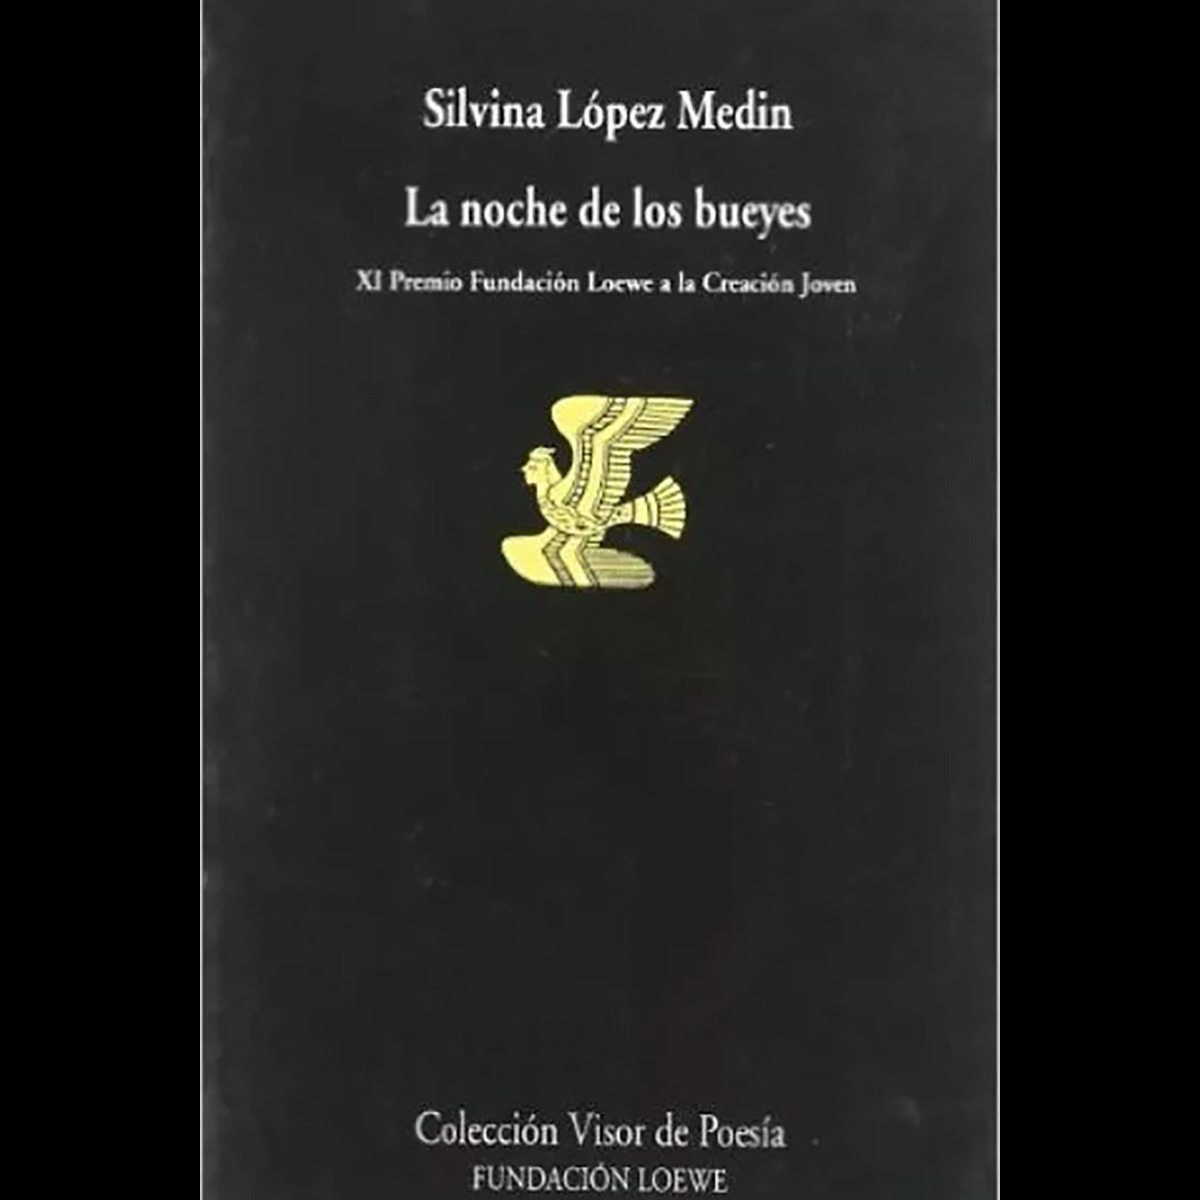 Silvina López Medin
La noche de los bueyes
XI Premio Fundación Loewe a la Creación Joven
Colección Visor de Poesía
FUNDACIÓN LOEWE